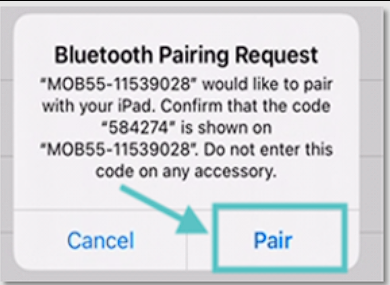 Bluetooth Pairing Request
"MOB55-11539028" would like to pair
with your iPad. Confirm that the code
"584274" is shown on
"MOB55-11539028". Do not enter this
code on any accessory.
Cancel Pair